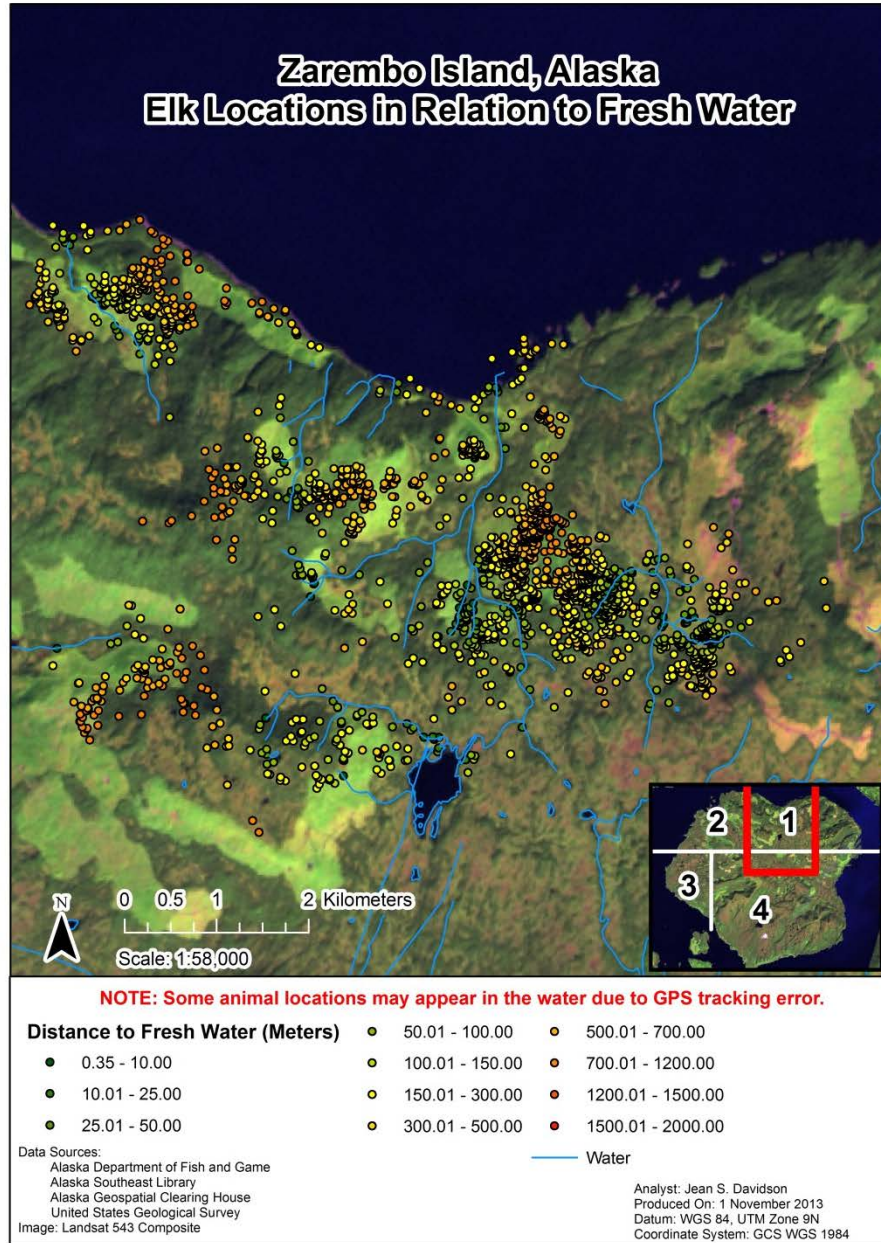 Zarembo Island, Alaska
Elk Locations in Relation to Fresh Water
2
1
3
4
N
0 0.5 1 2 Kilometers
Scale: 1:58,000
NOTE: Some animal locations may appear in the water due to GPS tracking error.
Distance to Fresh Water (Meters)
0.35 - 10.00
10.01 - 25.00
25.01 - 50.00
50.01 - 100.00
100.01 - 150.00
150.01 - 300.00
300.01 - 500.00
500.01 - 700.00
700.01 - 1200.00
1200.01 - 1500.00
1500.01 - 2000.00
Water
Data Sources:
Alaska Department of Fish and Game
Alaska Southeast Library
Alaska Geospatial Clearing House
United States Geological Survey
Image: Landsat 543 Composite
Analyst: Jean S. Davidson
Produced On: 1 November 2013
Datum: WGS 84, UTM Zone 9N
Coordinate System: GCS WGS 1984